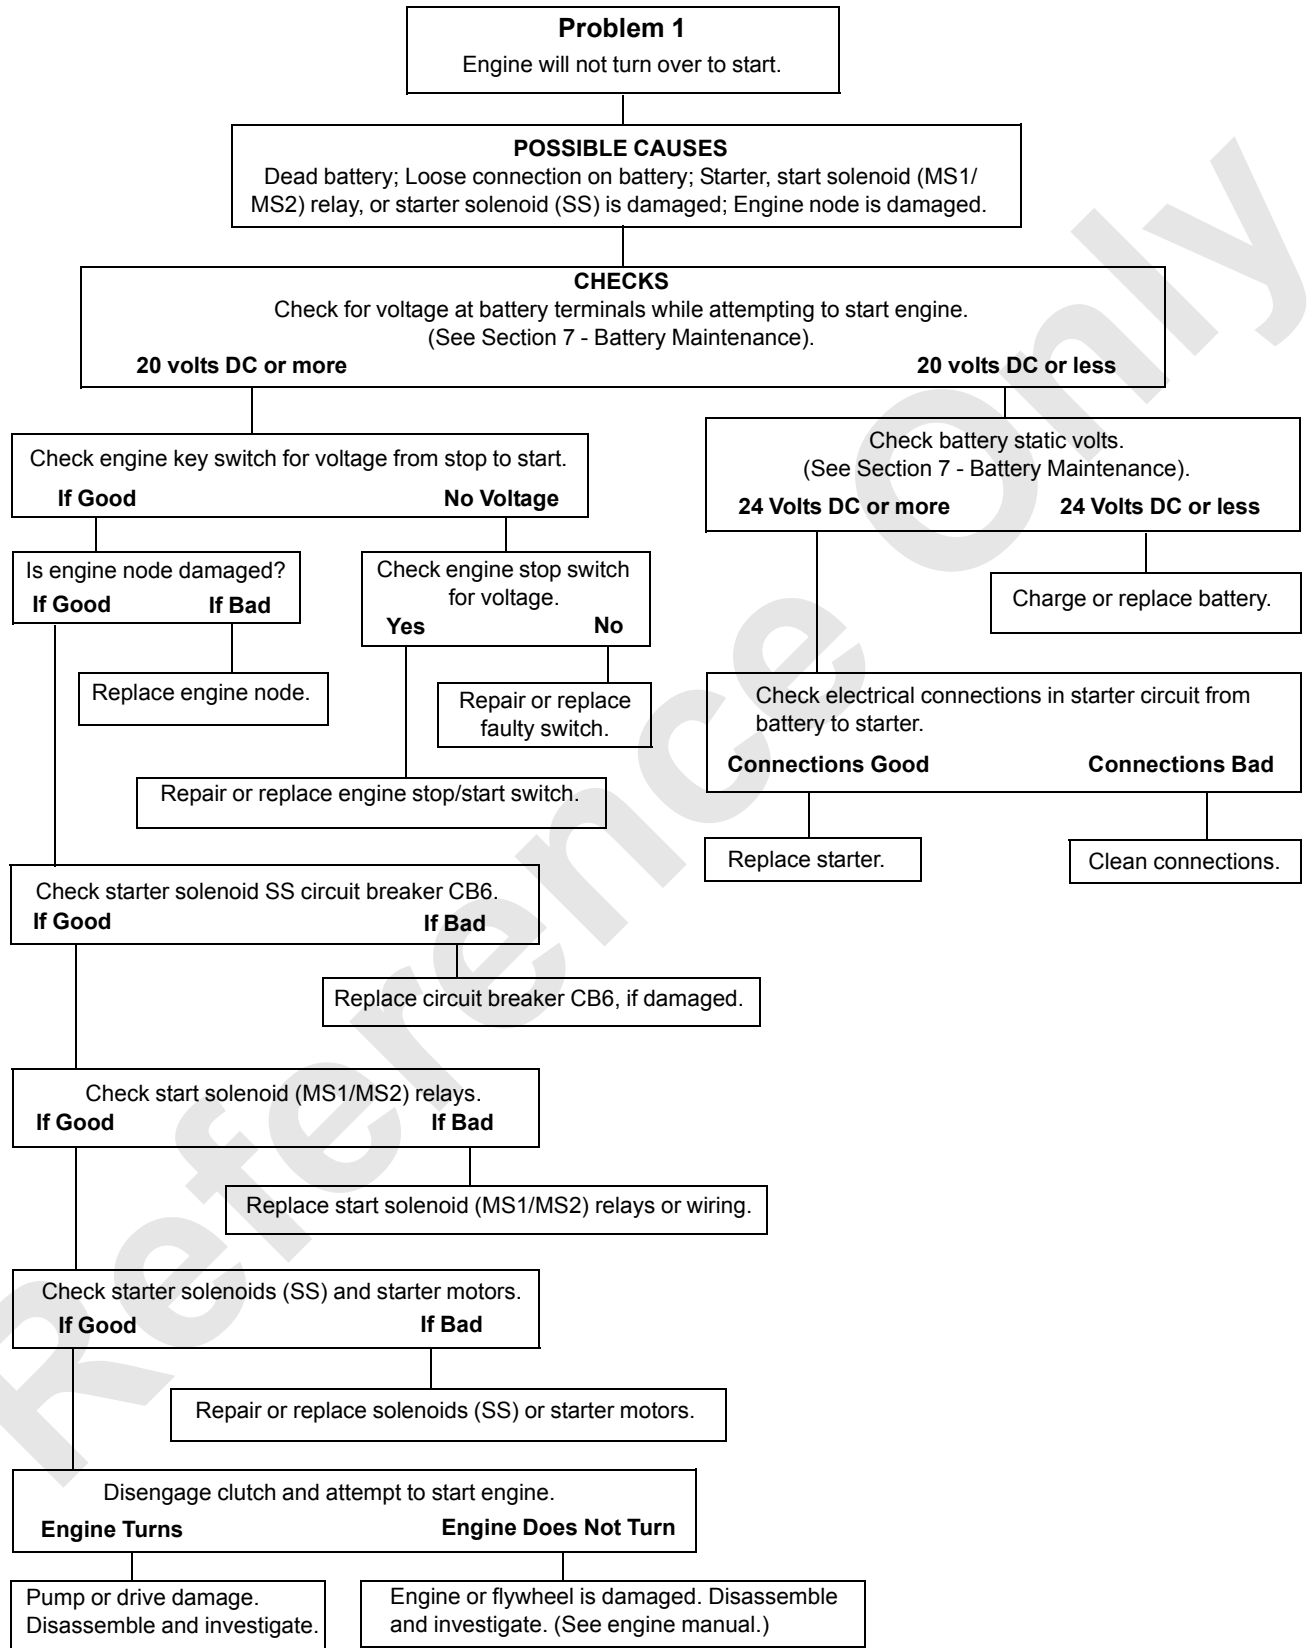 Problem 1
Engine will not turn over to start.
POSSIBLE CAUSES
Dead battery; Loose connection on battery; Starter, start solenoid (MS1/
MS2) relay, or starter solenoid (SS) is damaged; Engine node is damaged.
CHECKS
Check for voltage at battery terminals while attempting to start engine.
(See Section 7 - Battery Maintenance).
20 volts DC or more
20 volts DC or less
Check engine key switch for voltage from stop to start.
If Good
No Voltage
Check battery static volts.
(See Section 7 - Battery Maintenance).
24 Volts DC or more
24 Volts DC or less
Is engine node damaged?
If Good
If Bad
Check engine stop switch
for voltage.
Yes
No
Charge or replace battery.
Replace engine node.
Repair or replace
faulty switch.
Check electrical connections in starter circuit from
battery to starter.
Connections Good
Connections Bad
Repair or replace engine stop/start switch.
Replace starter.
Clean connections.
Check starter solenoid SS circuit breaker CB6.
If Good
If Bad
Replace circuit breaker CB6, if damaged.
Check start solenoid (MS1/MS2) relays.
If Good
If Bad
Replace start solenoid (MS1/MS2) relays or wiring.
Check starter solenoids (SS) and starter motors.
If Good
If Bad
Repair or replace solenoids (SS) or starter motors.
Disengage clutch and attempt to start engine.
Engine Turns
Engine Does Not Turn
Pump or drive damage.
Disassemble and investigate.
Engine or flywheel is damaged. Disassemble
and investigate. (See engine manual.)
Reference Only